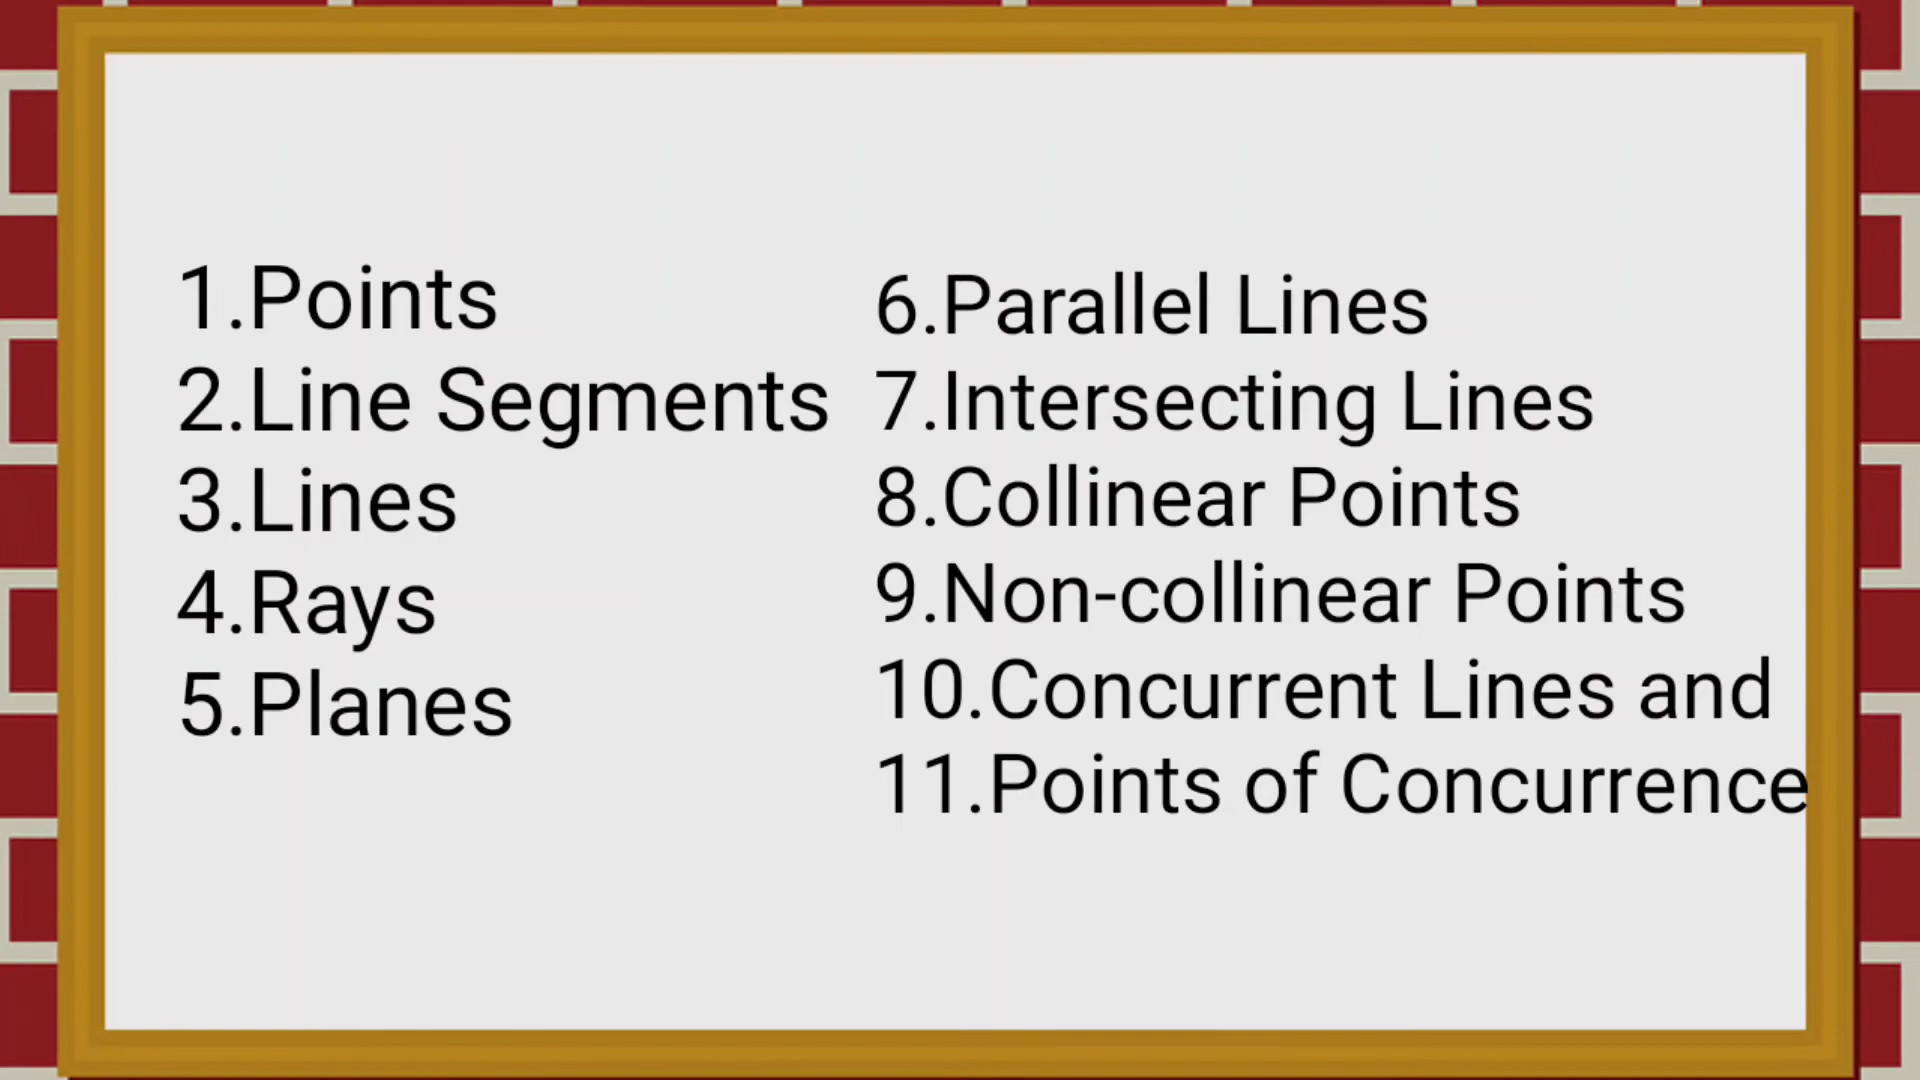 1.Points
2.Line Segments
3.Lines
4.Rays
5.Planes
6.Parallel Lines
7.Intersecting Lines
8.Collinear Points
9.Non-collinear Points
10.Concurrent Lines and
11.Points of Concurrence